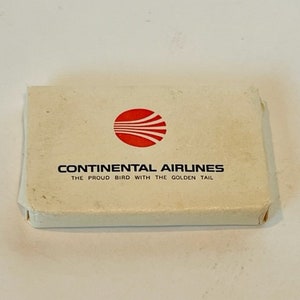 CONTINENTAL AIRLINES
THE PROUD BIRD WITH THE GOLDEN TAIL